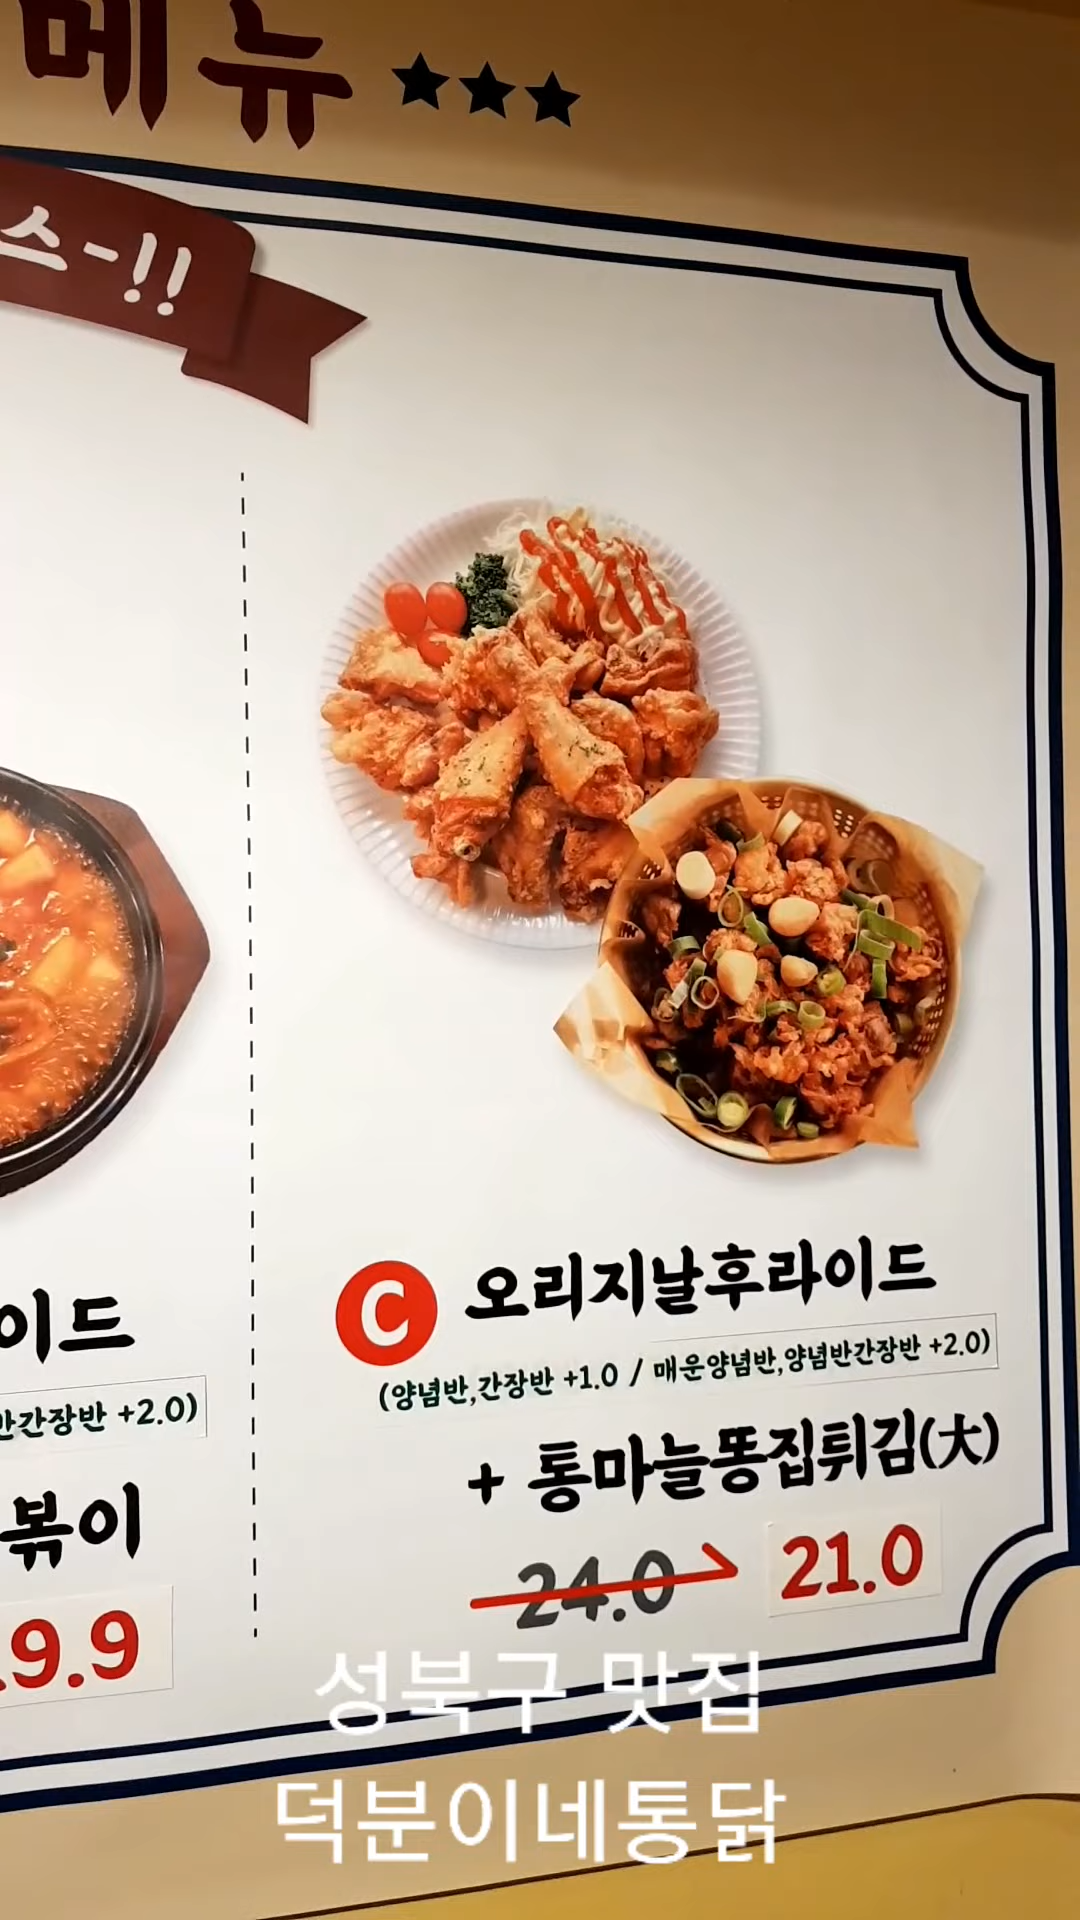 메뉴 ★★★
스-!!
이드
반간장반 +2.0)
볶이
19.9
C 오리지날후라이드
(양념반,간장반 +1.0 / 매운양념반,양념반간장반 +2.0)
+ 통마늘똥집튀김(大)
24.0 21.0
성북구 맛집
덕분이네통닭